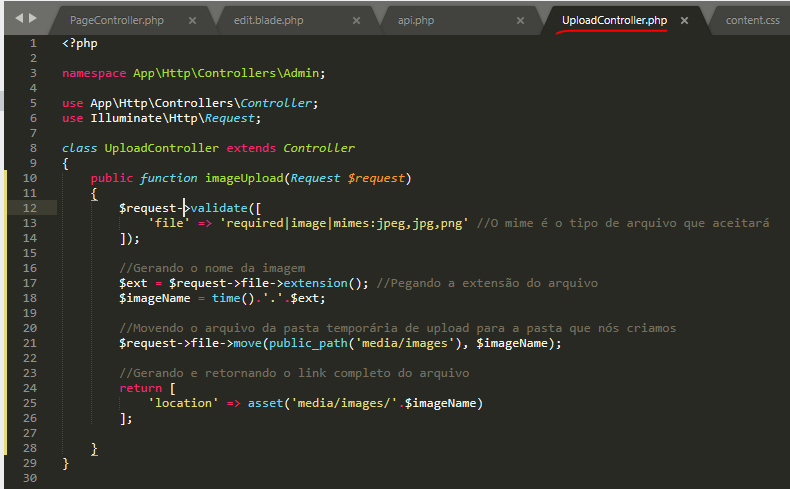 PageController.php × edit.blade.php × api.php × UploadController.php × content.css
1 <?php
2
3 namespace App\Http\Controllers\Admin;
4
5 use App\Http\Controllers\Controller;
6 use Illuminate\Http\Request;
7
8 class UploadController extends Controller
9 {
10     public function imageUpload(Request $request)
11     {
12         $request->validate([
13             'file' => 'required|image|mimes:jpeg,jpg,png' //O mime é o tipo de arquivo que aceitará
14         ]);
15
16         //Gerando o nome da imagem
17         $ext = $request->file->extension(); //Pegando a extensão do arquivo
18         $imageName = time().'.'.$ext;
19
20         //Movendo o arquivo da pasta temporária de upload para a pasta que nós criamos
21         $request->file->move(public_path('media/images'), $imageName);
22
23         //Gerando e retornando o link completo do arquivo
24         return [
25             'location' => asset('media/images/'.$imageName)
26         ];
27
28     }
29 }
30